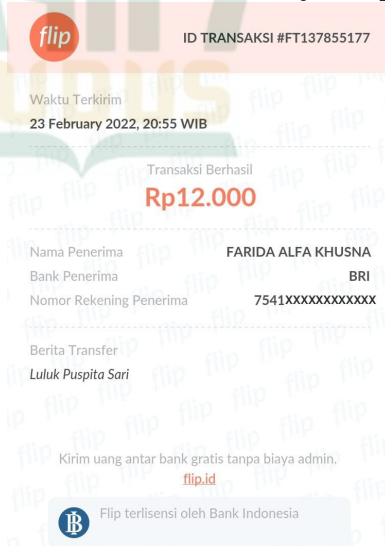 flip
ID TRANSAKSI #FT137855177
Waktu Terkirim
23 February 2022, 20:55 WIB
Transaksi Berhasil
Rp12.000
Nama Penerima FARIDA ALFA KHUSNA
Bank Penerima BRI
Nomor Rekening Penerima 7541XXXXXXXXXXXX
Berita Transfer
Luluk Puspita Sari
Kirim uang antar bank gratis tanpa biaya admin.
flip.id
Flip terlisensi oleh Bank Indonesia